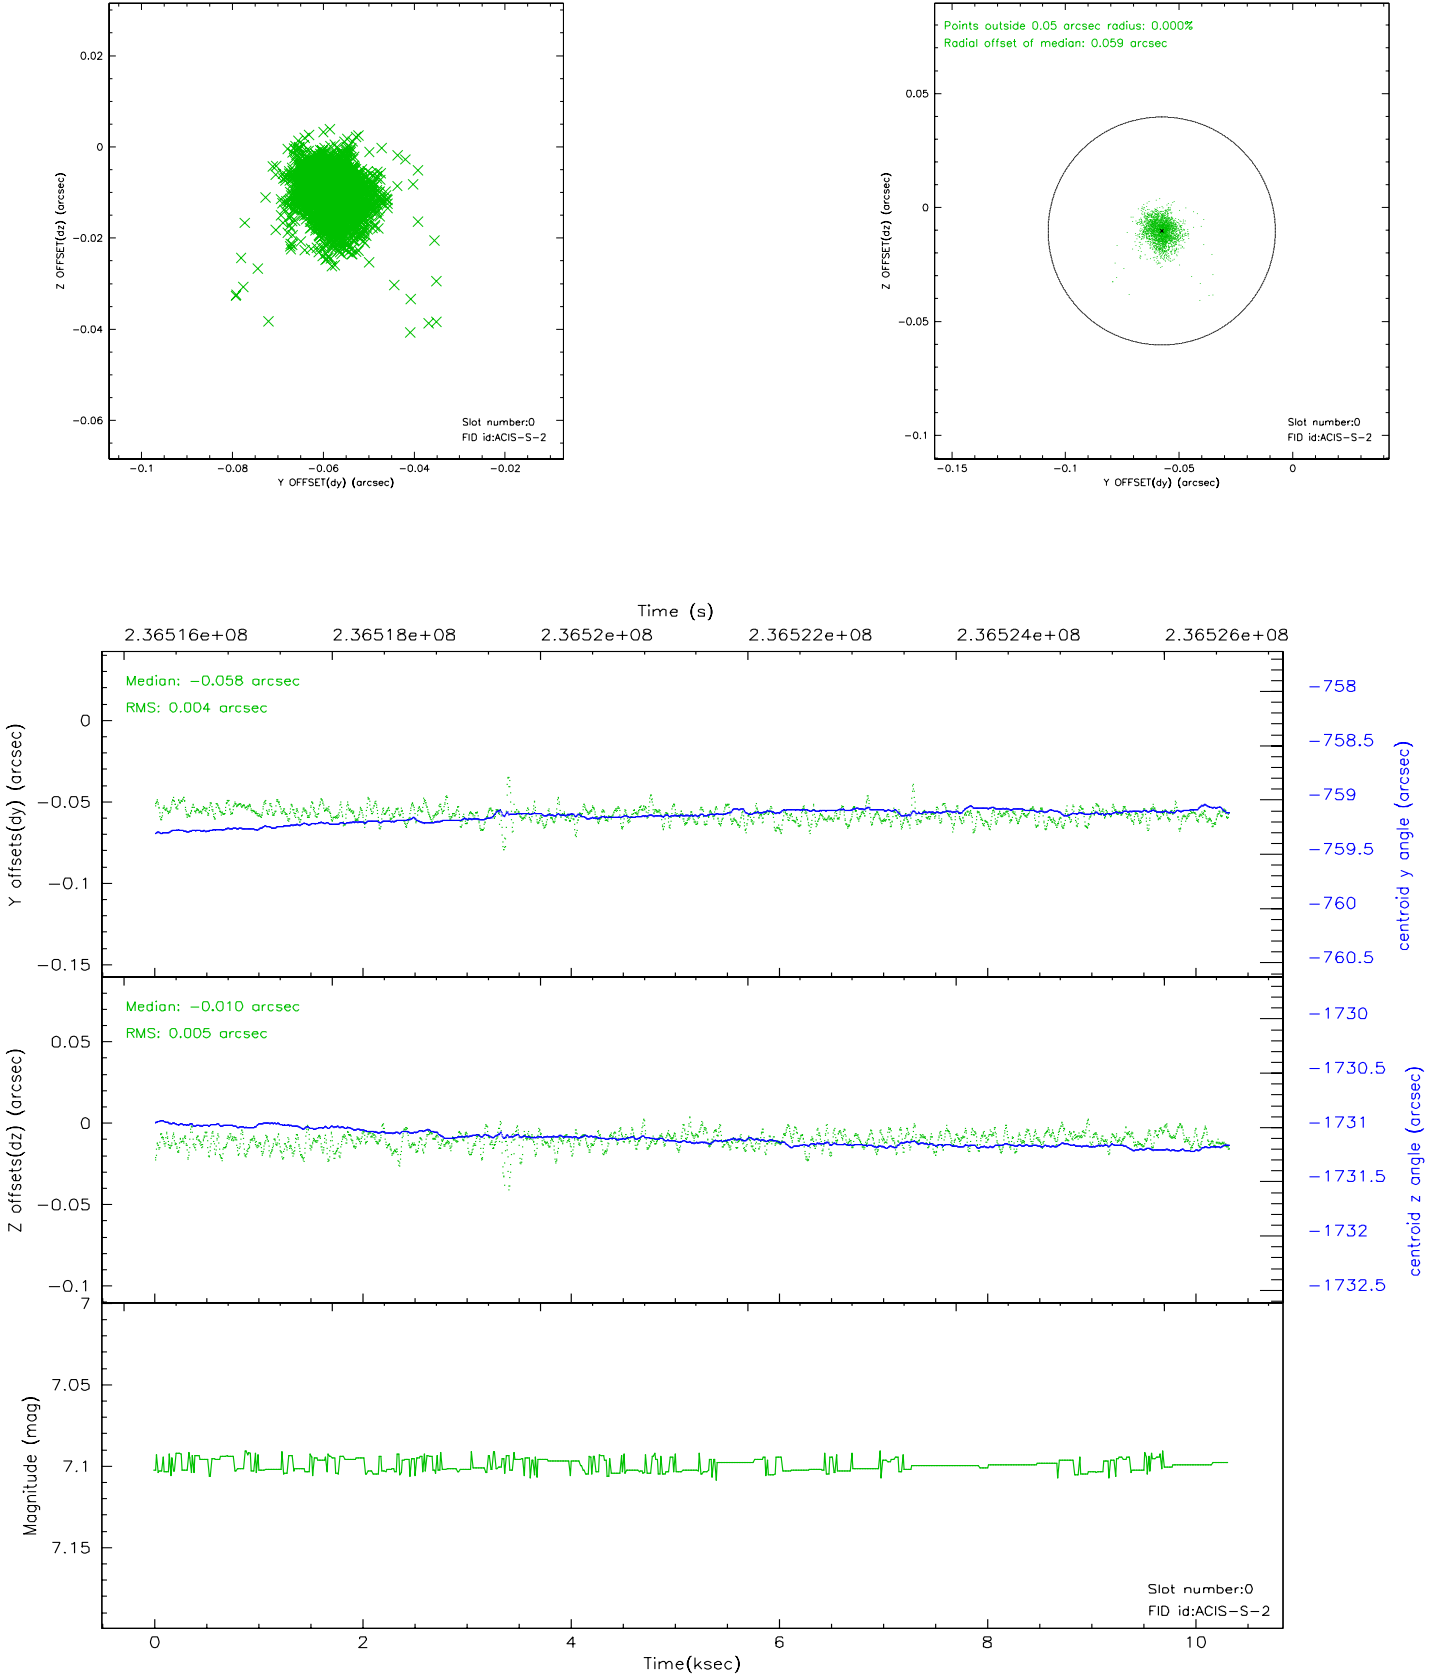 0.02
0
-0.02
-0.04
-0.06
Z OFFSET(dz) (arcsec)
Slot number:0
FID id:ACIS-S-2
-0.1
-0.08
-0.06
-0.04
-0.02
Y OFFSET(dy) (arcsec)
Points outside 0.05 arcsec radius: 0.000%
Radial offset of median: 0.059 arcsec
0.05
0
-0.05
-0.1
Z OFFSET(dz) (arcsec)
Slot number:0
FID id:ACIS-S-2
-0.15
-0.1
-0.05
0
Y OFFSET(dy) (arcsec)
Time (s)
2.36516e+08
2.36518e+08
2.3652e+08
2.36522e+08
2.36524e+08
2.36526e+08
Median: -0.058 arcsec
RMS: 0.004 arcsec
0
-0.05
-0.1
-0.15
Y offsets(dy) (arcsec)
-758
-758.5
-759
-759.5
-760
-760.5
centroid y angle (arcsec)
Median: -0.010 arcsec
RMS: 0.005 arcsec
0.05
0
-0.05
-0.1
Z offsets(dz) (arcsec)
-1730
-1730.5
-1731
-1731.5
-1732
-1732.5
centroid z angle (arcsec)
7
7.05
7.1
7.15
Magnitude (mag)
Slot number:0
FID id:ACIS-S-2
0
2
4
6
8
10
Time(ksec)